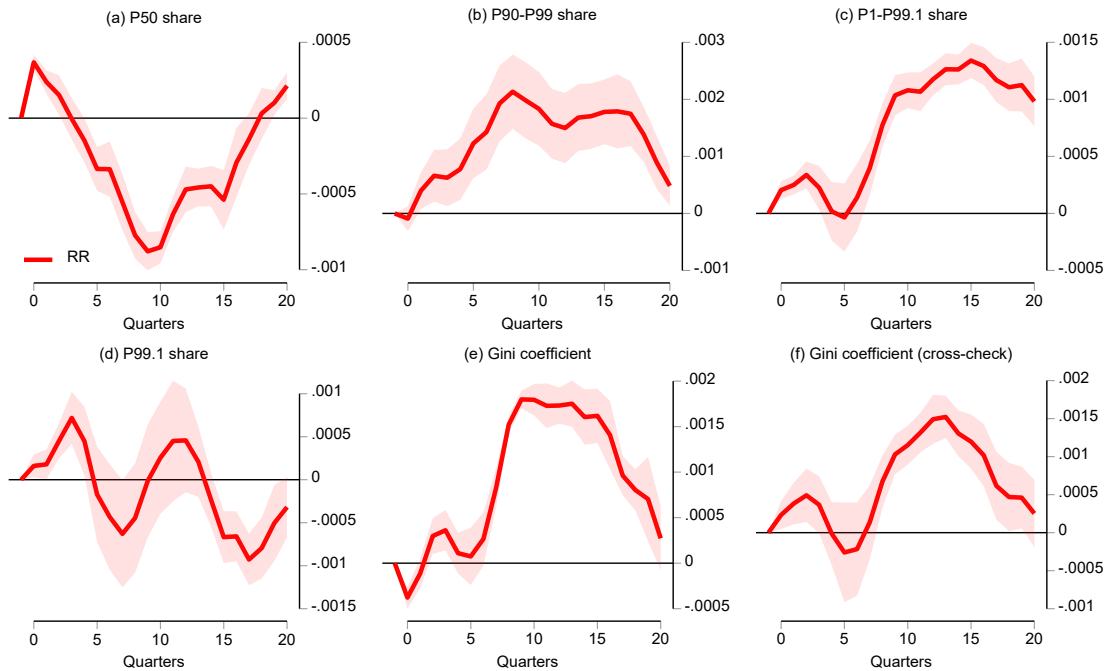 (a) P50 share
.0005
0
-.0005
-.001
RR
0 5 10 15 20
Quarters
(b) P90-P99 share
.003
.002
.001
0
-.001
0 5 10 15 20
Quarters
(c) P1-P99.1 share
.0015
.001
.0005
0
-.0005
0 5 10 15 20
Quarters
(d) P99.1 share
.001
.0005
0
-.0005
-.001
-.0015
0 5 10 15 20
Quarters
(e) Gini coefficient
.002
.0015
.001
.0005
0
-.0005
0 5 10 15 20
Quarters
(f) Gini coefficient (cross-check)
.002
.0015
.001
.0005
0
-.0005
-.001
0 5 10 15 20
Quarters